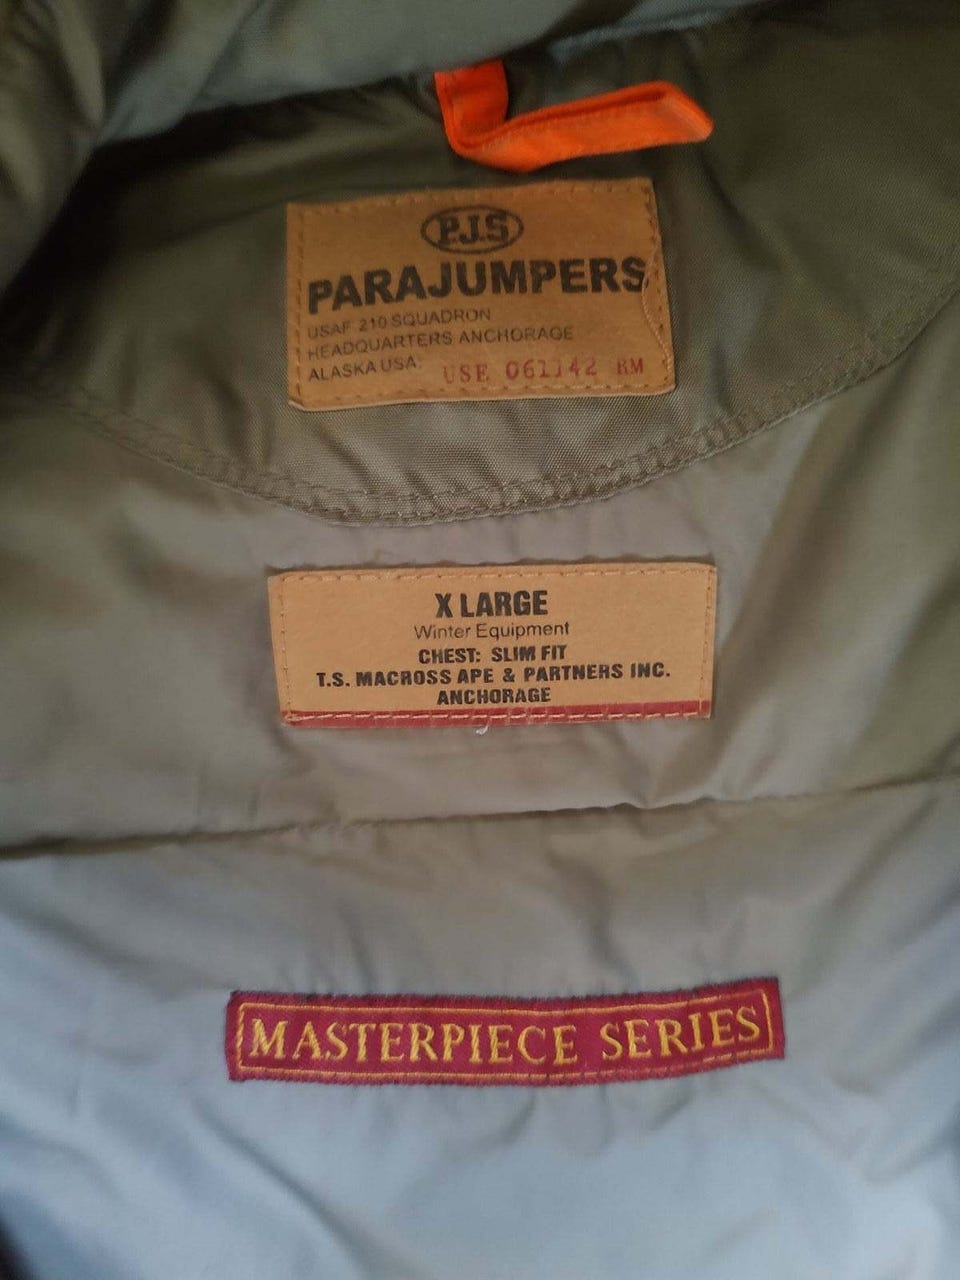 P.J.S
PARAJUMPERS
USAF 210 SQUADRON
HEADQUARTERS ANCHORAGE
ALASKA USA.
USE 061142 RM
X LARGE
Winter Equipment
CHEST: SLIM FIT
T.S. MACROSS APE & PARTNERS INC.
ANCHORAGE
MASTERPIECE SERIES